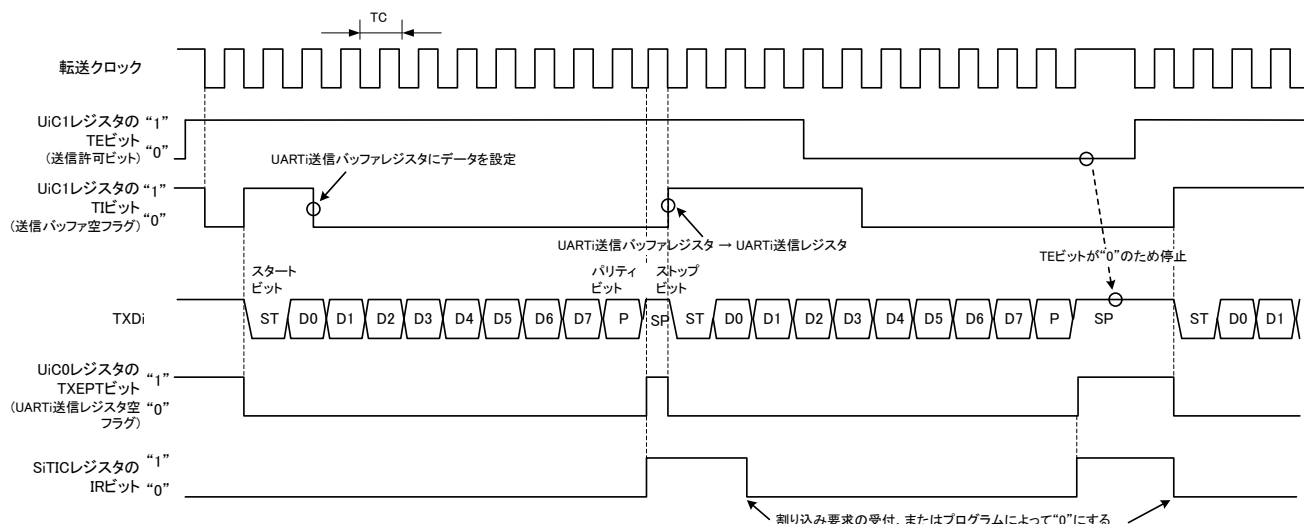 TC
転送クロック
UiC1レジスタの “1”
TEビット
(送信許可ビット) “0”
UARTi送信バッファレジスタにデータを設定
UiC1レジスタの “1”
TIビット
(送信バッファ空フラグ) “0”
UARTi送信バッファレジスタ → UARTi送信レジスタ
TEビットが“0”のため停止
スタート
ビット
パリティ
ビット
ストップ
ビット
TXDi
ST D0 D1 D2 D3 D4 D5 D6 D7 P SP ST D0 D1 D2 D3 D4 D5 D6 D7 P SP ST D0 D1
UiC0レジスタの “1”
TXEPTビット
(UARTi送信レジスタ空 “0”
フラグ)
SiTICレジスタの “1”
IRビット “0”
割り込み要求の受付、またはプログラムによって“0”にする